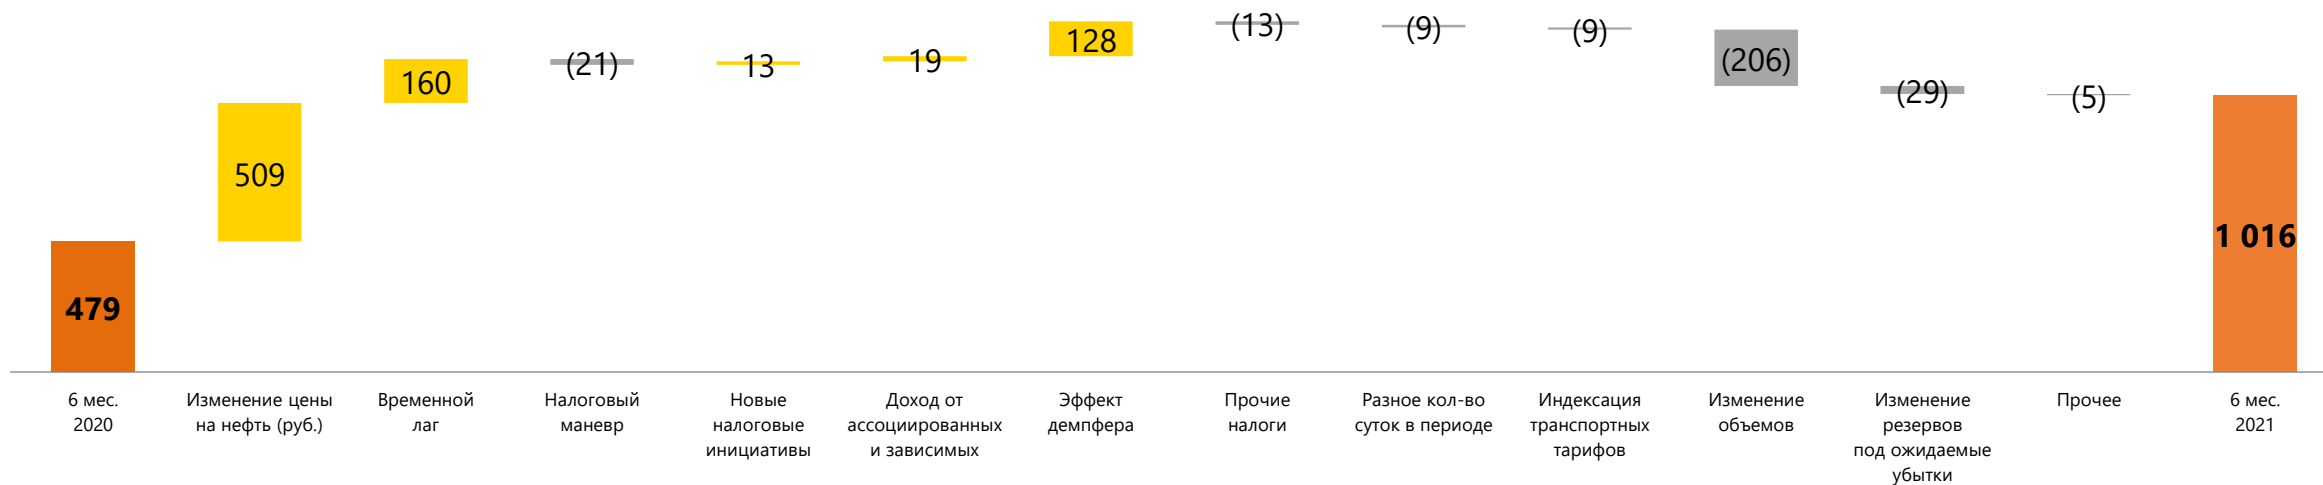 479
509
160
(21)
13
19
128
(13)
(9)
(9)
(206)
(29)
(5)
1 016
6 мес.
2020
Изменение цены
на нефть (руб.)
Временной
лаг
Налоговый
маневр
Новые
налоговые
инициативы
Доход от
ассоциированных
и зависимых
Эффект
демпфера
Прочие
налоги
Разное кол-во
суток в периоде
Индексация
транспортных
тарифов
Изменение
объемов
Изменение
резервов
под ожидаемые
убытки
Прочее
6 мес.
2021